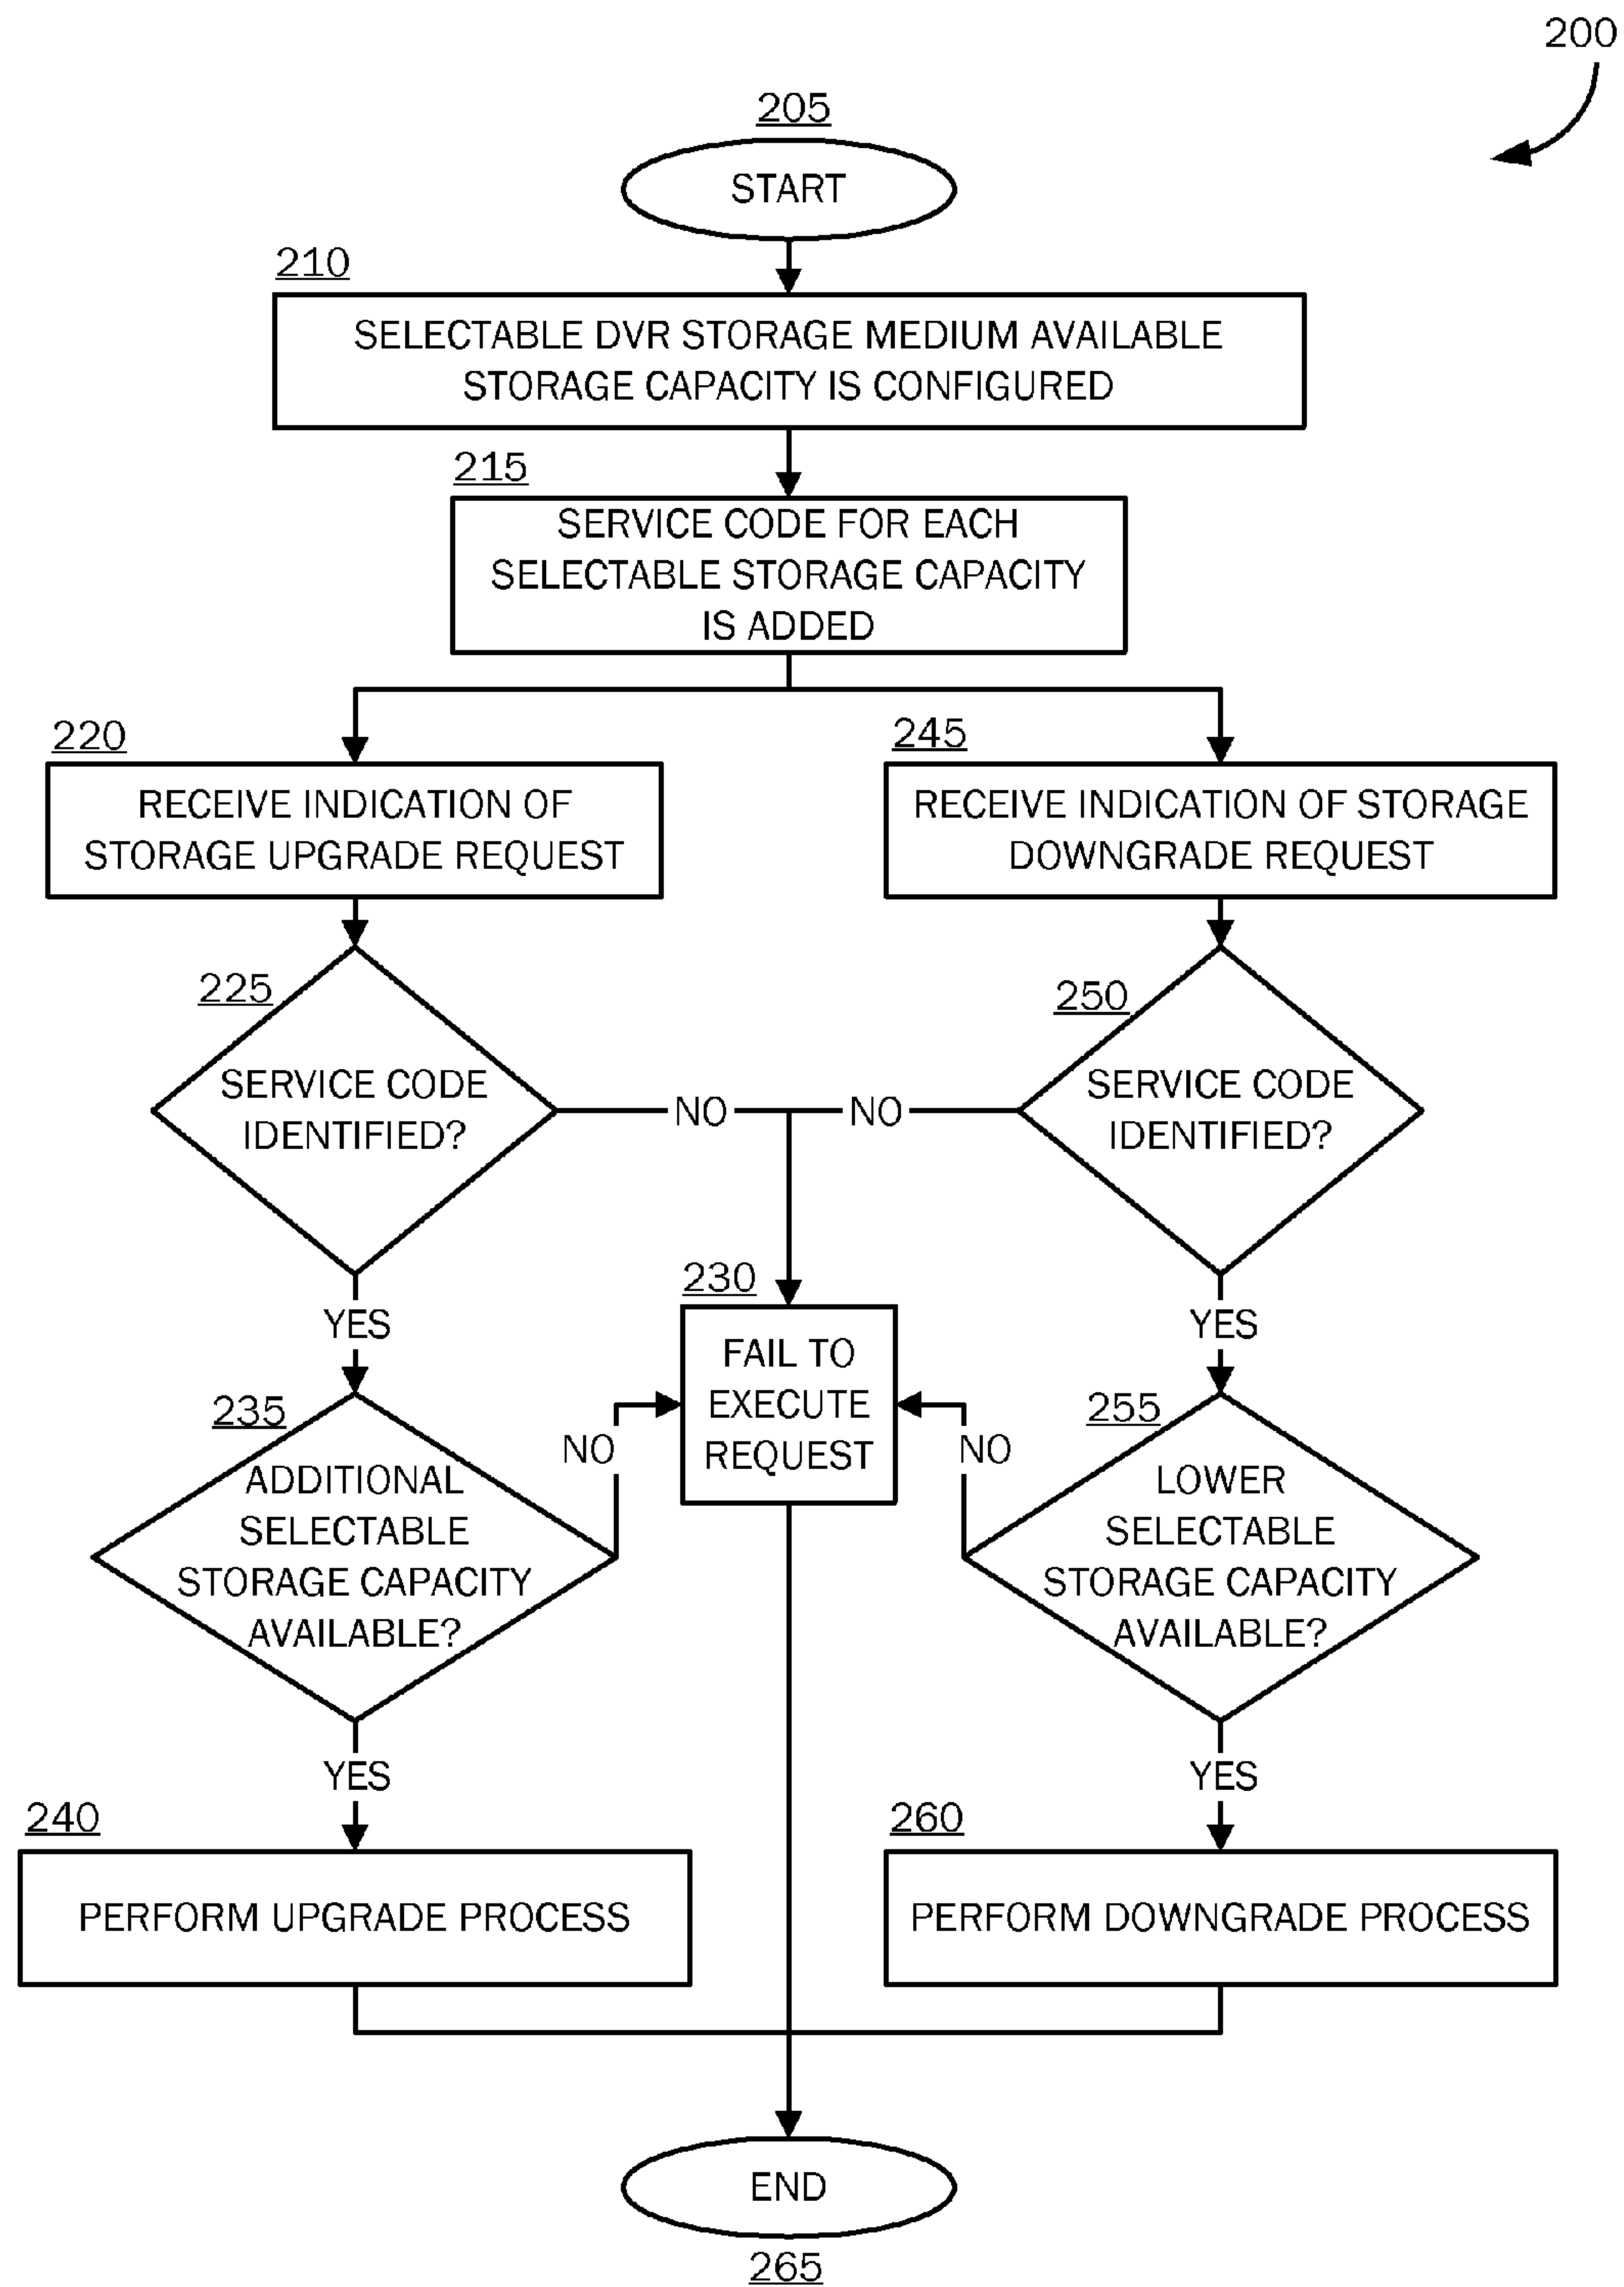 200
205
START
210
SELECTABLE DVR STORAGE MEDIUM AVAILABLE
STORAGE CAPACITY IS CONFIGURED
215
SERVICE CODE FOR EACH
SELECTABLE STORAGE CAPACITY
IS ADDED
220
RECEIVE INDICATION OF
STORAGE UPGRADE REQUEST
245
RECEIVE INDICATION OF STORAGE
DOWNGRADE REQUEST
225
SERVICE CODE
IDENTIFIED?
NO
NO
250
SERVICE CODE
IDENTIFIED?
YES
230
FAIL TO
EXECUTE
REQUEST
YES
235
ADDITIONAL
SELECTABLE
STORAGE CAPACITY
AVAILABLE?
NO
NO
255
LOWER
SELECTABLE
STORAGE CAPACITY
AVAILABLE?
YES
YES
240
PERFORM UPGRADE PROCESS
260
PERFORM DOWNGRADE PROCESS
END
265